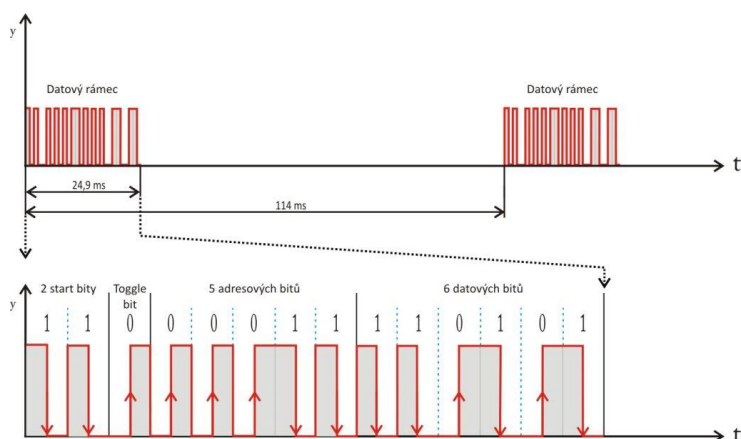 y
Datový rámec Datový rámec
t
24,9 ms
114 ms
2 start bity Toggle bit 5 adresových bitů 6 datových bitů
y
1 1 0 0 0 0 1 1 1 1 0 1 0 1
t